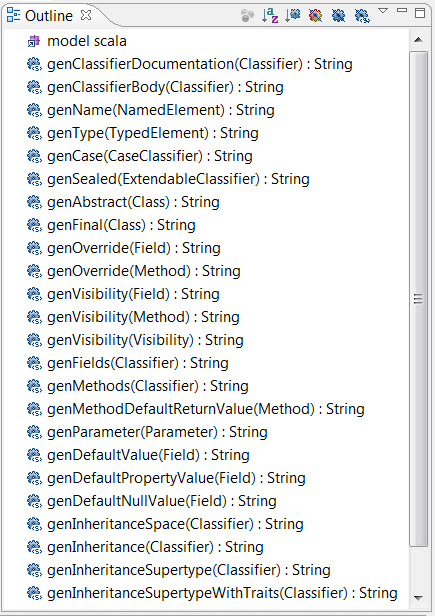 Outline
model scala
genClassifierDocumentation(Classifier) : String
genClassifierBody(Classifier) : String
genName(NamedElement) : String
genType(TypedElement) : String
genCase(CaseClassifier) : String
genSealed(ExtendableClassifier) : String
genAbstract(Class) : String
genFinal(Class) : String
genOverride(Field) : String
genOverride(Method) : String
genVisibility(Field) : String
genVisibility(Method) : String
genVisibility(Visibility) : String
genFields(Classifier) : String
genMethods(Classifier) : String
genMethodDefaultReturnValue(Method) : String
genParameter(Parameter) : String
genDefaultValue(Field) : String
genDefaultPropertyValue(Field) : String
genDefaultNullValue(Field) : String
genInheritanceSpace(Classifier) : String
genInheritance(Classifier) : String
genInheritanceSupertype(Classifier) : String
genInheritanceSupertypeWithTraits(Classifier) : String